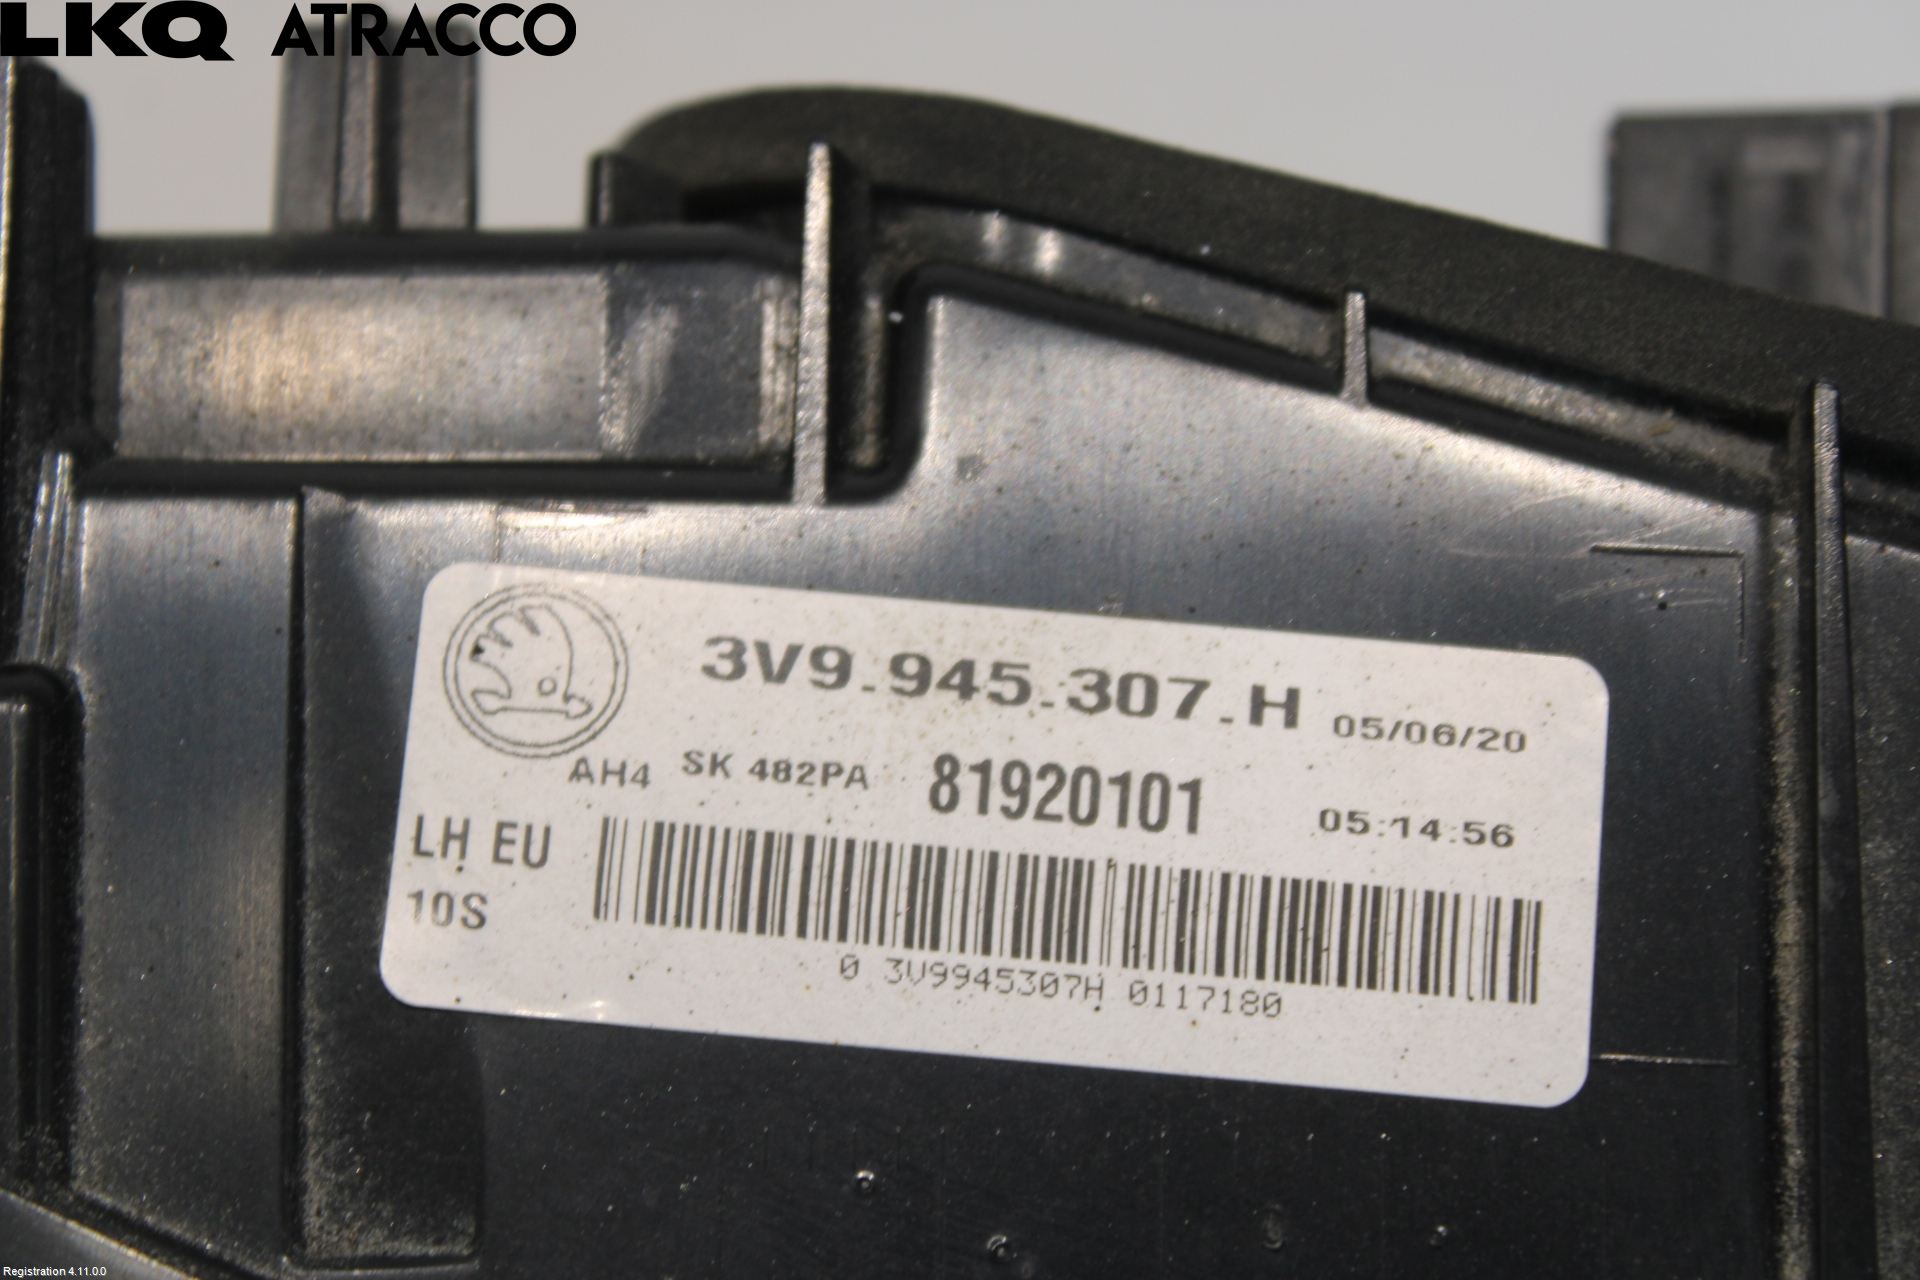 LKQ ATRACCO
3V9.945.307.H 05/06/20
AH4 SK 482PA 81920101 05:14:56
LH EU
10S
0 3V9945307H 0117180
Registration 4.11.0.0